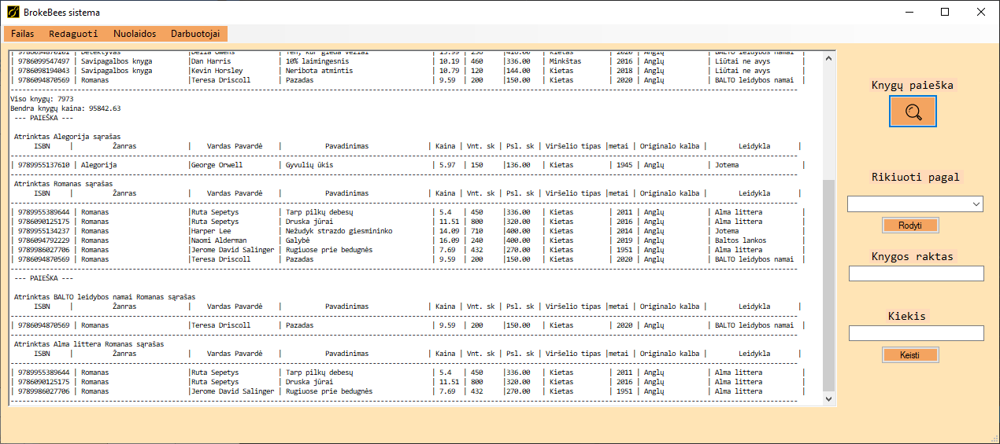 BrokeBees sistema
Failas Redaguoti Nuolaidos Darbuotojai
| 9786094870101 | Detektyvas |Delia Owens | Ten, kur gieda vėžiai | 13.99 | 250 |416.00 | Kietas | 2020 | Anglų | BALTO leidybos namai |
| 9786099547497 | Savipagalbos knyga |Dan Harris | 10% laimingesnis | 10.19 | 460 |336.00 | Minkštas | 2016 | Anglų | Liūtai ne avys |
| 9786098194043 | Savipagalbos knyga |Kevin Horsley | Neribota atmintis | 10.79 | 120 |144.00 | Kietas | 2018 | Anglų | Liūtai ne avys |
| 9786094870569 | Romanas |Teresa Driscoll | Pazadas | 9.59 | 200 |150.00 | Kietas | 2020 | Anglų | BALTO leidybos namai |
Viso knygų: 7973
Bendra knygų kaina: 95842.63
--- PAIEŠKA ---
Atrinktas Alegorija sąrašas
ISBN | Žanras | Vardas Pavardė | Pavadinimas | Kaina | Vnt. sk | Psl. sk | Viršelio tipas |metai | Originalo kalba | Leidykla |
| 9789955137610 | Alegorija |George Orwell | Gyvulių ūkis | 5.97 | 150 |136.00 | Kietas | 1945 | Anglų | Jotema |
Atrinktas Romanas sąrašas
ISBN | Žanras | Vardas Pavardė | Pavadinimas | Kaina | Vnt. sk | Psl. sk | Viršelio tipas |metai | Originalo kalba | Leidykla |
| 9789955389644 | Romanas |Ruta Sepetys | Tarp pilkų debesų | 5.4 | 450 |336.00 | Kietas | 2011 | Anglų | Alma littera |
| 9786090125175 | Romanas |Ruta Sepetys | Druska jūrai | 11.51 | 800 |320.00 | Kietas | 2016 | Anglų | Alma littera |
| 9789955134237 | Romanas |Harper Lee | Nežudyk strazdo giesmininko | 14.09 | 710 |400.00 | Kietas | 2014 | Anglų | Jotema |
| 9786094792229 | Romanas |Naomi Alderman | Galybė | 16.09 | 240 |400.00 | Kietas | 2019 | Anglų | Baltos lankos |
| 9789986027706 | Romanas |Jerome David Salinger | Rugiuose prie bedugnės | 7.69 | 432 |270.00 | Kietas | 1951 | Anglų | Alma littera |
| 9786094870569 | Romanas |Teresa Driscoll | Pazadas | 9.59 | 200 |150.00 | Kietas | 2020 | Anglų | BALTO leidybos namai |
--- PAIEŠKA ---
Atrinktas BALTO leidybos namai Romanas sąrašas
ISBN | Žanras | Vardas Pavardė | Pavadinimas | Kaina | Vnt. sk | Psl. sk | Viršelio tipas |metai | Originalo kalba | Leidykla |
| 9786094870569 | Romanas |Teresa Driscoll | Pazadas | 9.59 | 200 |150.00 | Kietas | 2020 | Anglų | BALTO leidybos namai |
Atrinktas Alma littera Romanas sąrašas
ISBN | Žanras | Vardas Pavardė | Pavadinimas | Kaina | Vnt. sk | Psl. sk | Viršelio tipas |metai | Originalo kalba | Leidykla |
| 9789955389644 | Romanas |Ruta Sepetys | Tarp pilkų debesų | 5.4 | 450 |336.00 | Kietas | 2011 | Anglų | Alma littera |
| 9786090125175 | Romanas |Ruta Sepetys | Druska jūrai | 11.51 | 800 |320.00 | Kietas | 2016 | Anglų | Alma littera |
| 9789986027706 | Romanas |Jerome David Salinger | Rugiuose prie bedugnės | 7.69 | 432 |270.00 | Kietas | 1951 | Anglų | Alma littera |
Knygų paieška
Rikiuoti pagal
Rodyti
Knygos raktas
Kiekis
Keisti